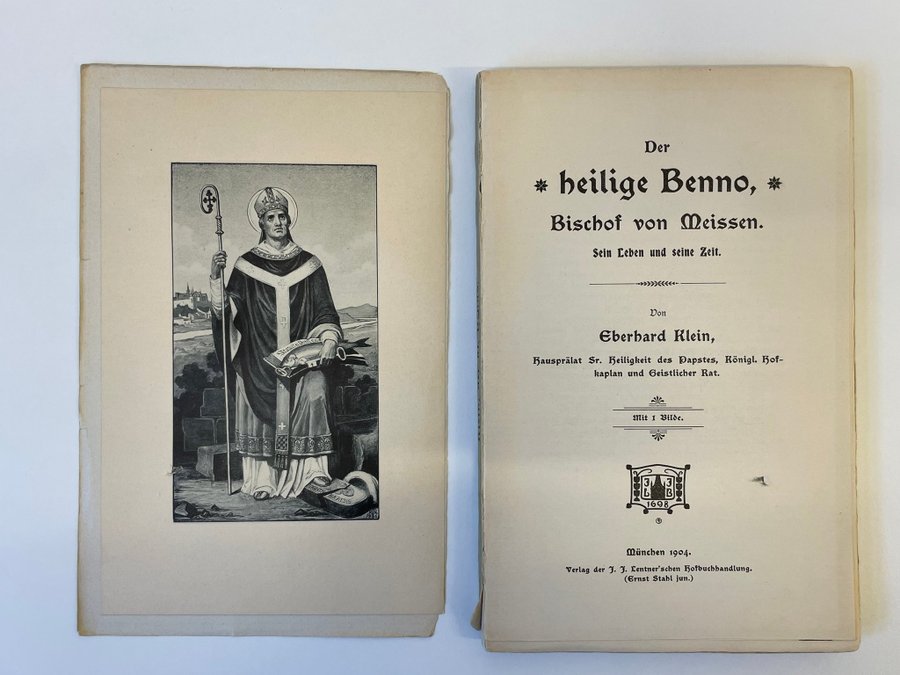 Der
heilige Benno,
Bischof von Meissen.
Sein Leben und seine Zeit.
Von
Eberhard Klein,
Hausprälat Sr. Heiligkeit des Papstes, Königl. Hof-
kaplan und Geistlicher Rat.
Mit 1 Bilde.
J J
L B
1698
München 1904.
Verlag der J. J. Lentner'schen Hofbuchhandlung.
(Ernst Stahl jun.)